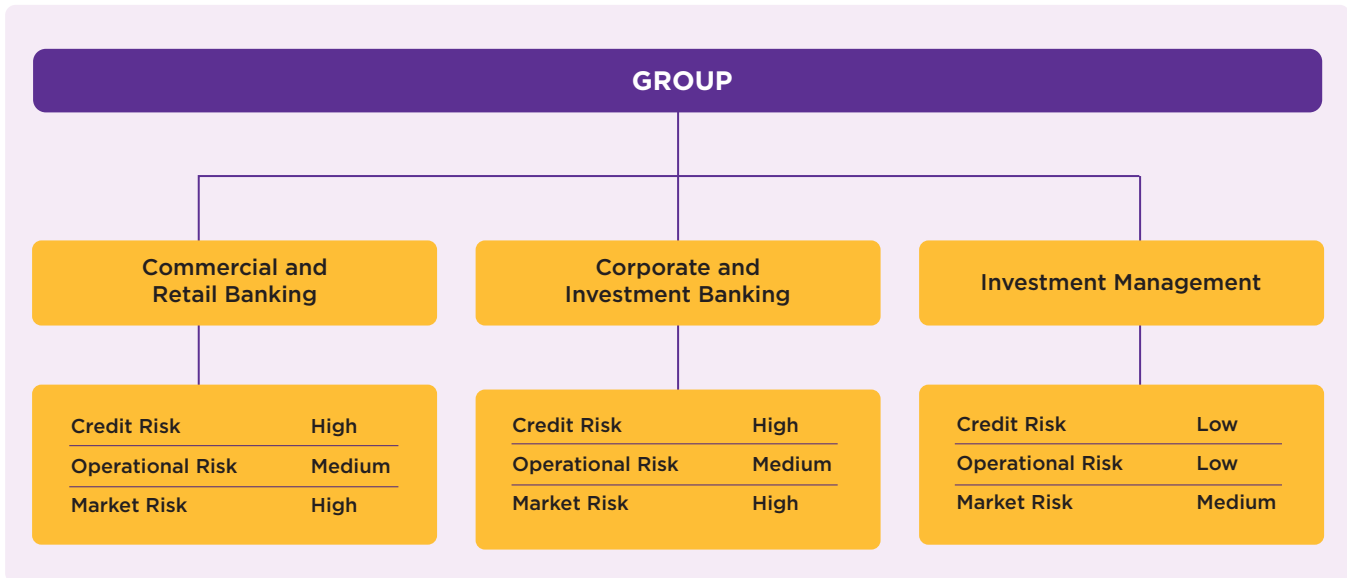 GROUP
Commercial and
Retail Banking
Corporate and
Investment Banking
Investment Management
Credit Risk High
Operational Risk Medium
Market Risk High
Credit Risk High
Operational Risk Medium
Market Risk High
Credit Risk Low
Operational Risk Low
Market Risk Medium